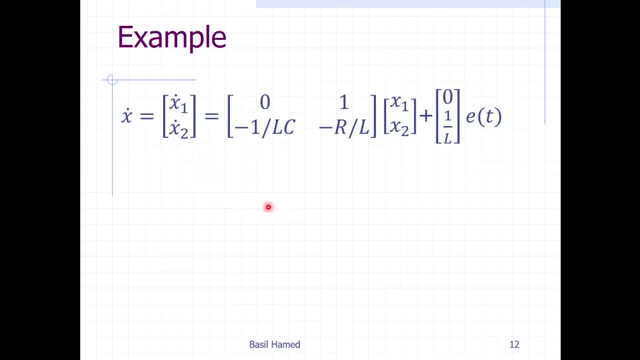 Example
ẋ = [ẋ₁ ẋ₂] = [0 1 −1/LC −R/L] [x₁ x₂] + [0 1/L] e(t)
Basil Hamed 12